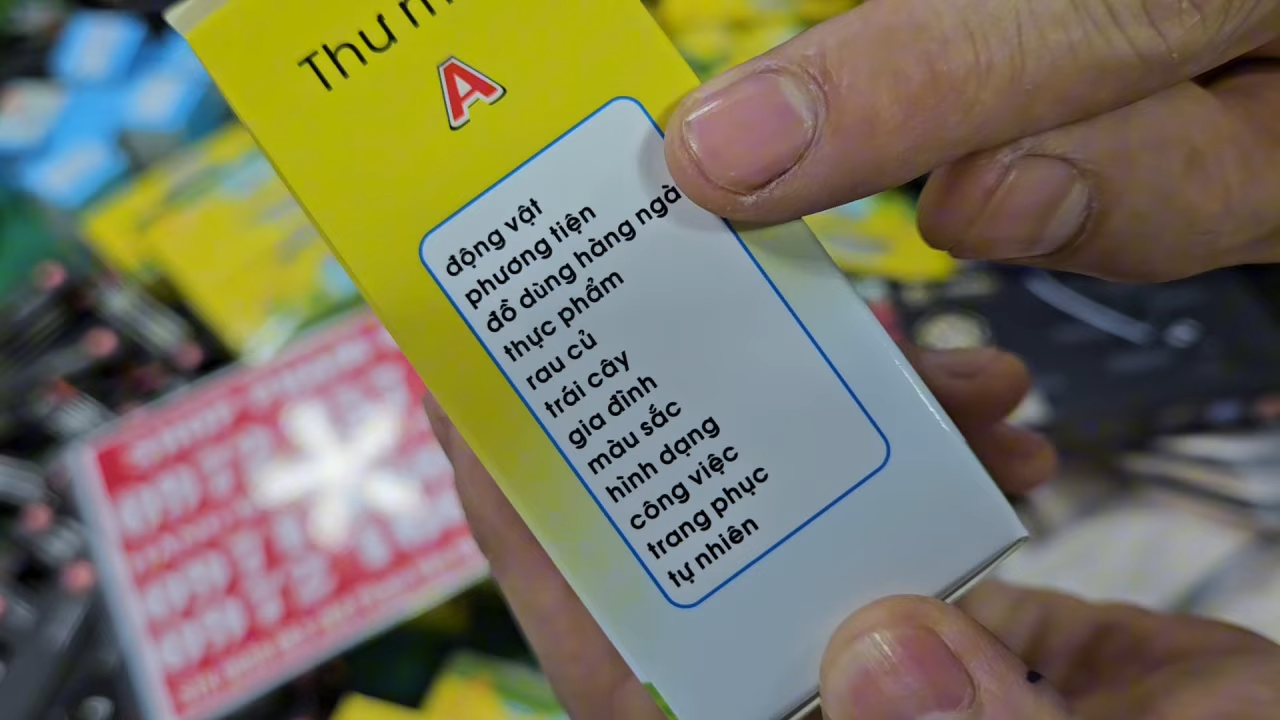 Thư
A
động vật
phương tiện
đồ dùng hàng
thực phẩm
rau củ
trái cây
gia đình
màu sắc
hình dạng
công việc
trang phục
tự nhiên